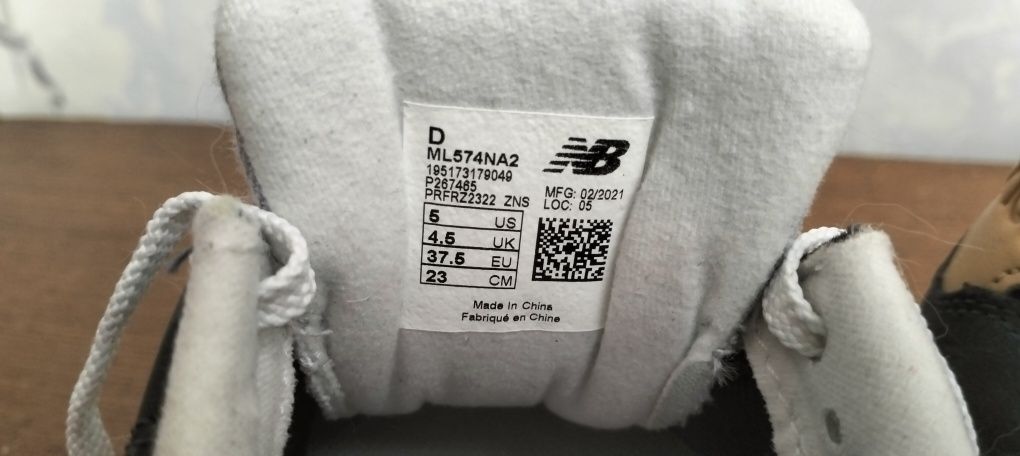 D
ML574NA2
195173179049
P267465
PRFRZ2322 ZNS
NB
MFG: 02/2021
LOC: 05
5 US
4.5 UK
37.5 EU
23 CM
Made in China
Fabriqué en Chine